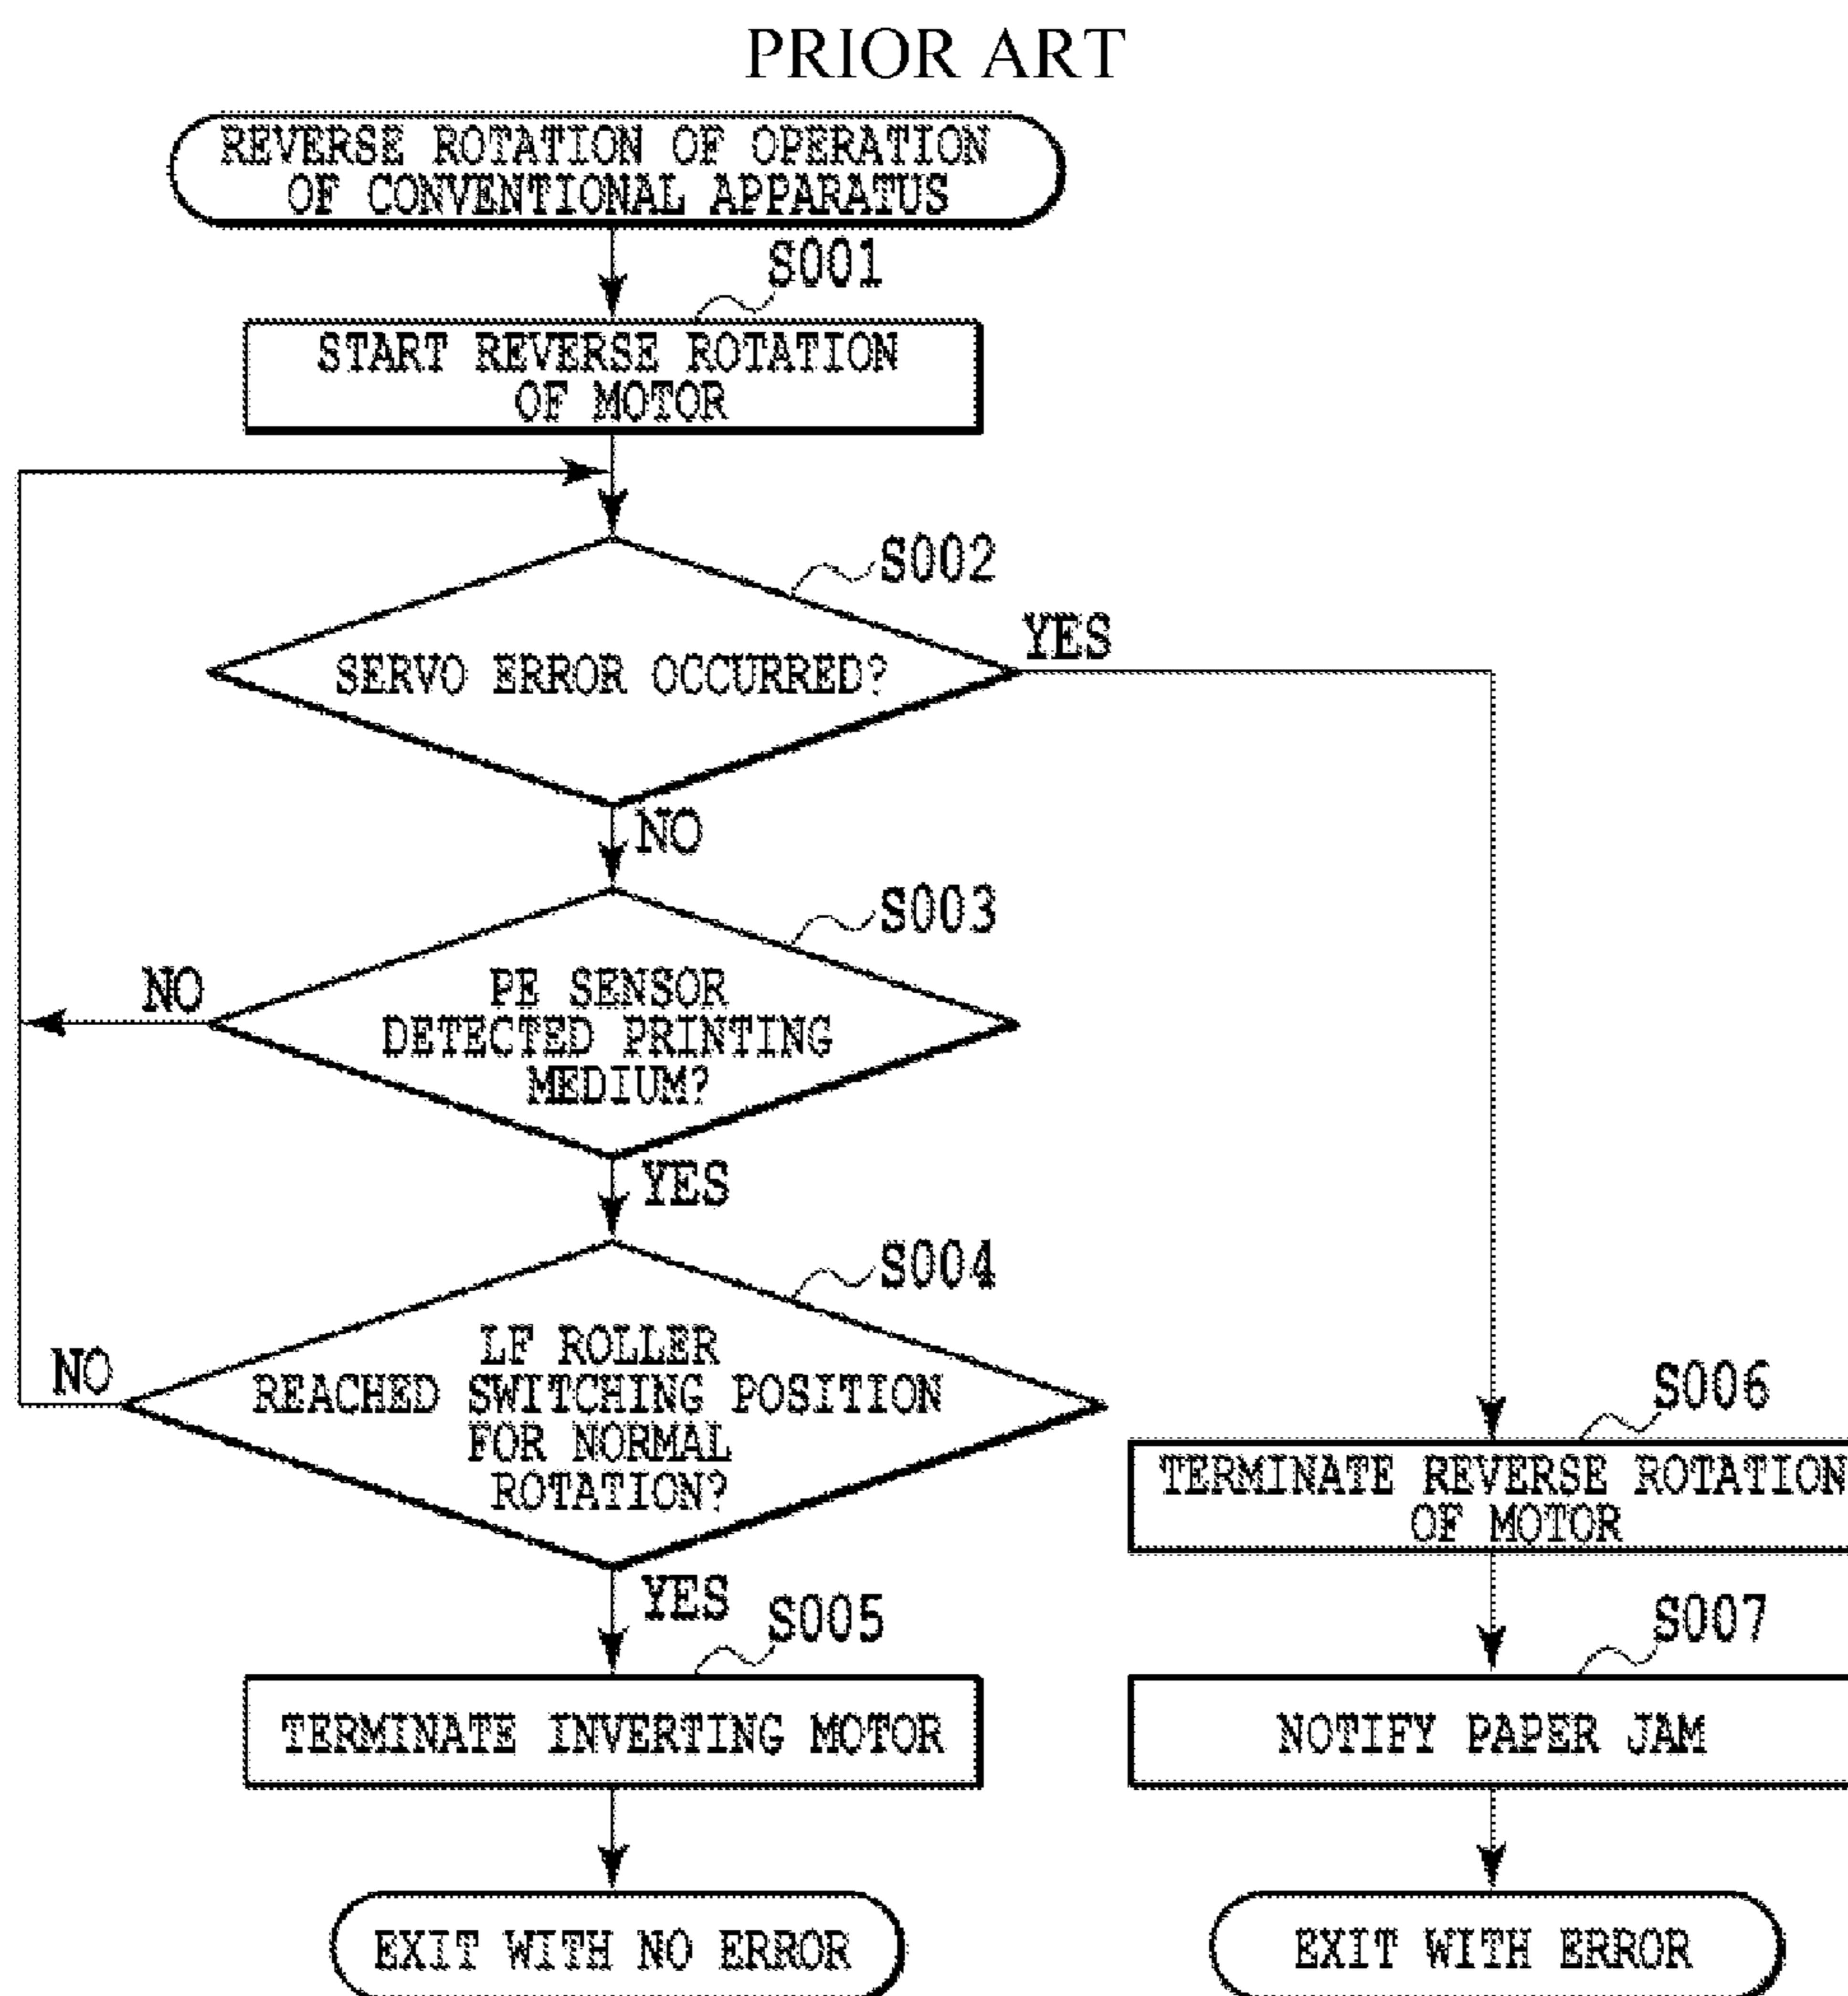 PRIOR ART
REVERSE ROTATION OF OPERATION
OF CONVENTIONAL APPARATUS
S001
START REVERSE ROTATION
OF MOTOR
S002
SERVO ERROR OCCURRED?
YES
NO
S003
PE SENSOR
DETECTED PRINTING
MEDIUM?
NO
YES
S004
LF ROLLER
REACHED SWITCHING POSITION
FOR NORMAL
ROTATION?
NO
YES
S005
TERMINATE INVERTING MOTOR
EXIT WITH NO ERROR
S006
TERMINATE REVERSE ROTATION
OF MOTOR
S007
NOTIFY PAPER JAM
EXIT WITH ERROR